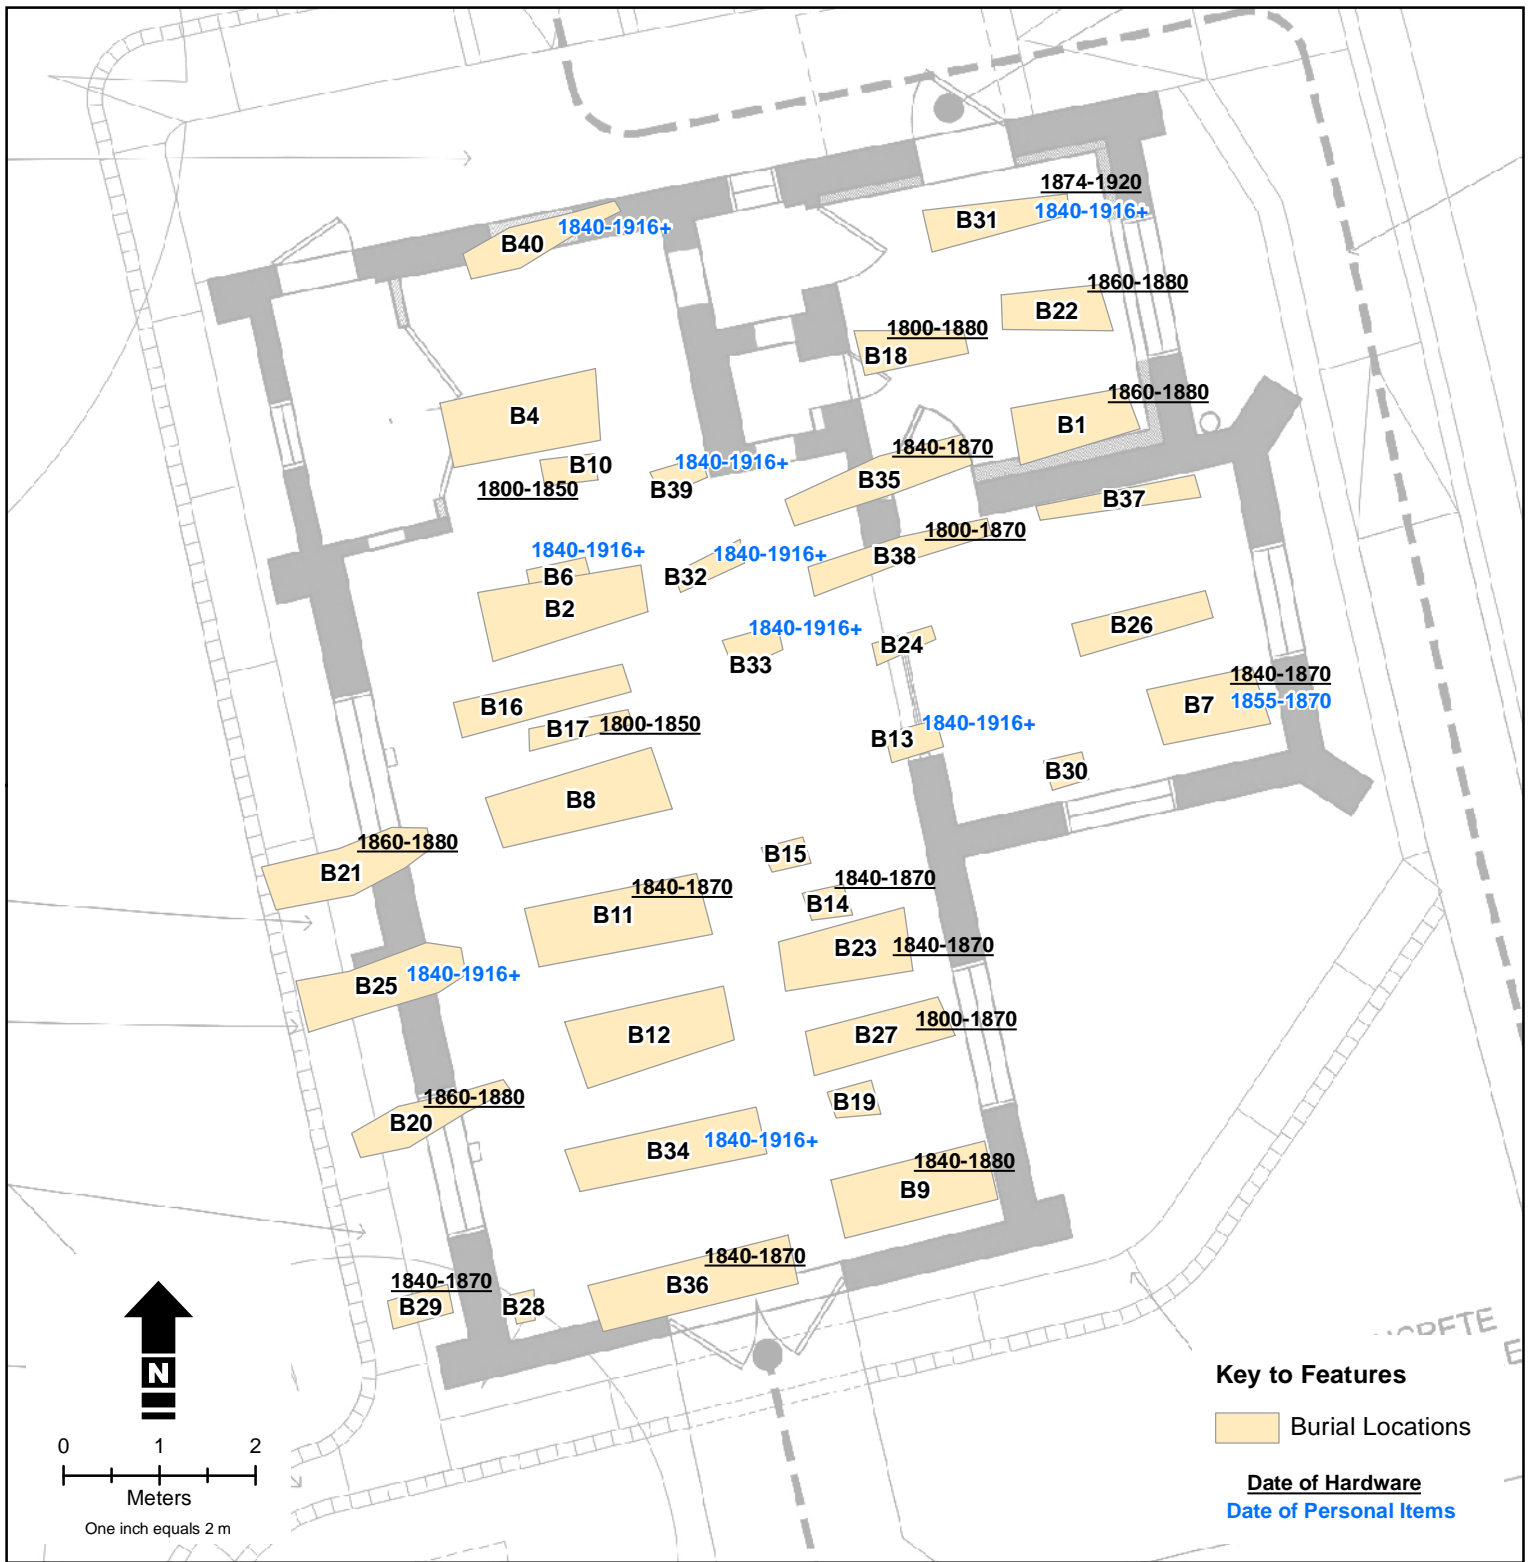 1874-1920
B31
1840-1916+
B40
1840-1916+
1860-1880
B22
1800-1880
B18
1860-1880
B1
B4
B10
1800-1850
1840-1916+
B39
1840-1870
B35
B37
1800-1870
B38
1840-1916+
B6
B2
1840-1916+
B32
1840-1916+
B33
B24
B26
1840-1870
B7
1855-1870
B16
B17
1800-1850
B13
1840-1916+
B30
B8
1860-1880
B21
B15
1840-1870
B11
1840-1870
B14
B23
1840-1870
B25
1840-1916+
B12
B27
1800-1870
1860-1880
B20
B19
B34
1840-1916+
1840-1880
B9
1840-1870
B36
1840-1870
B29
B28
N
0 1 2
Meters
One inch equals 2 m
Key to Features
Burial Locations
Date of Hardware
Date of Personal Items